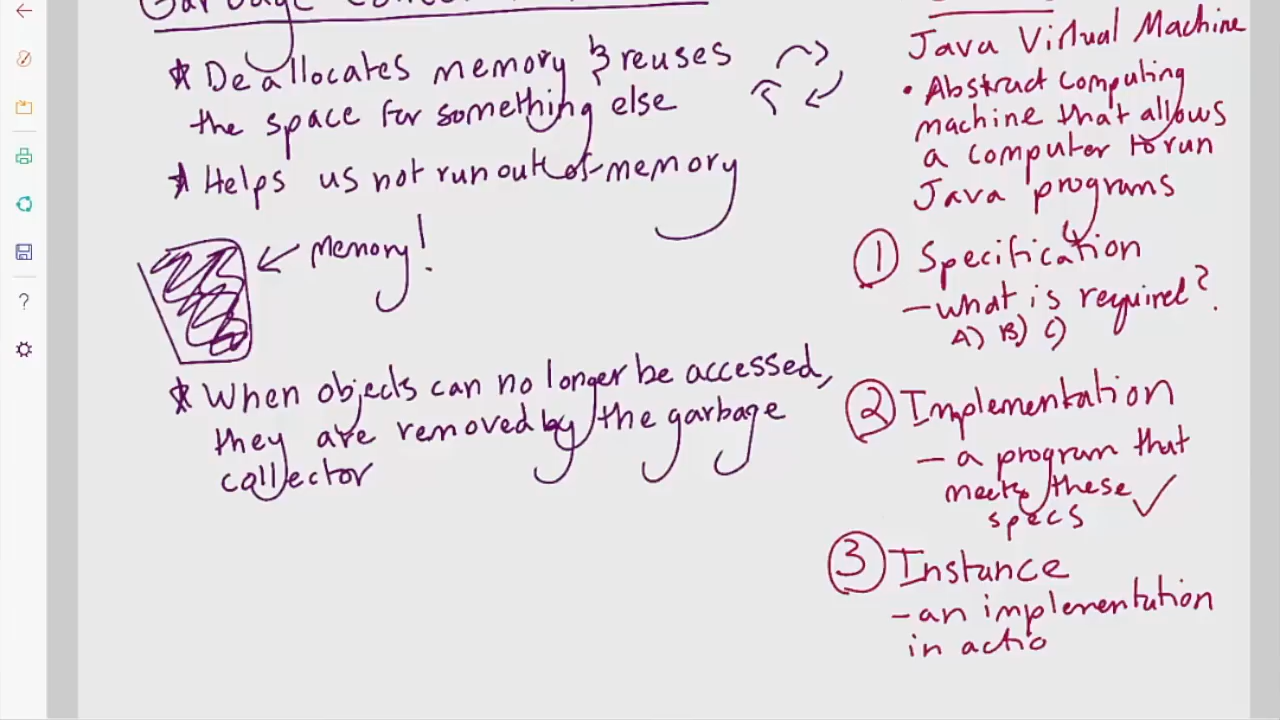 Garbage
★ Deallocates memory & reuses
the space for something else
★ Helps us not run out of memory
← Memory!
★ When objects can no longer be accessed,
they are removed by the garbage
collector
Java Virtual Machine
• Abstract computing
machine that allows
a computer to run
Java programs
① Specification
- what is required?
A) B) C)
② Implementation
- a program that
meets these
specs ✓
③ Instance
- an implementation
in actio